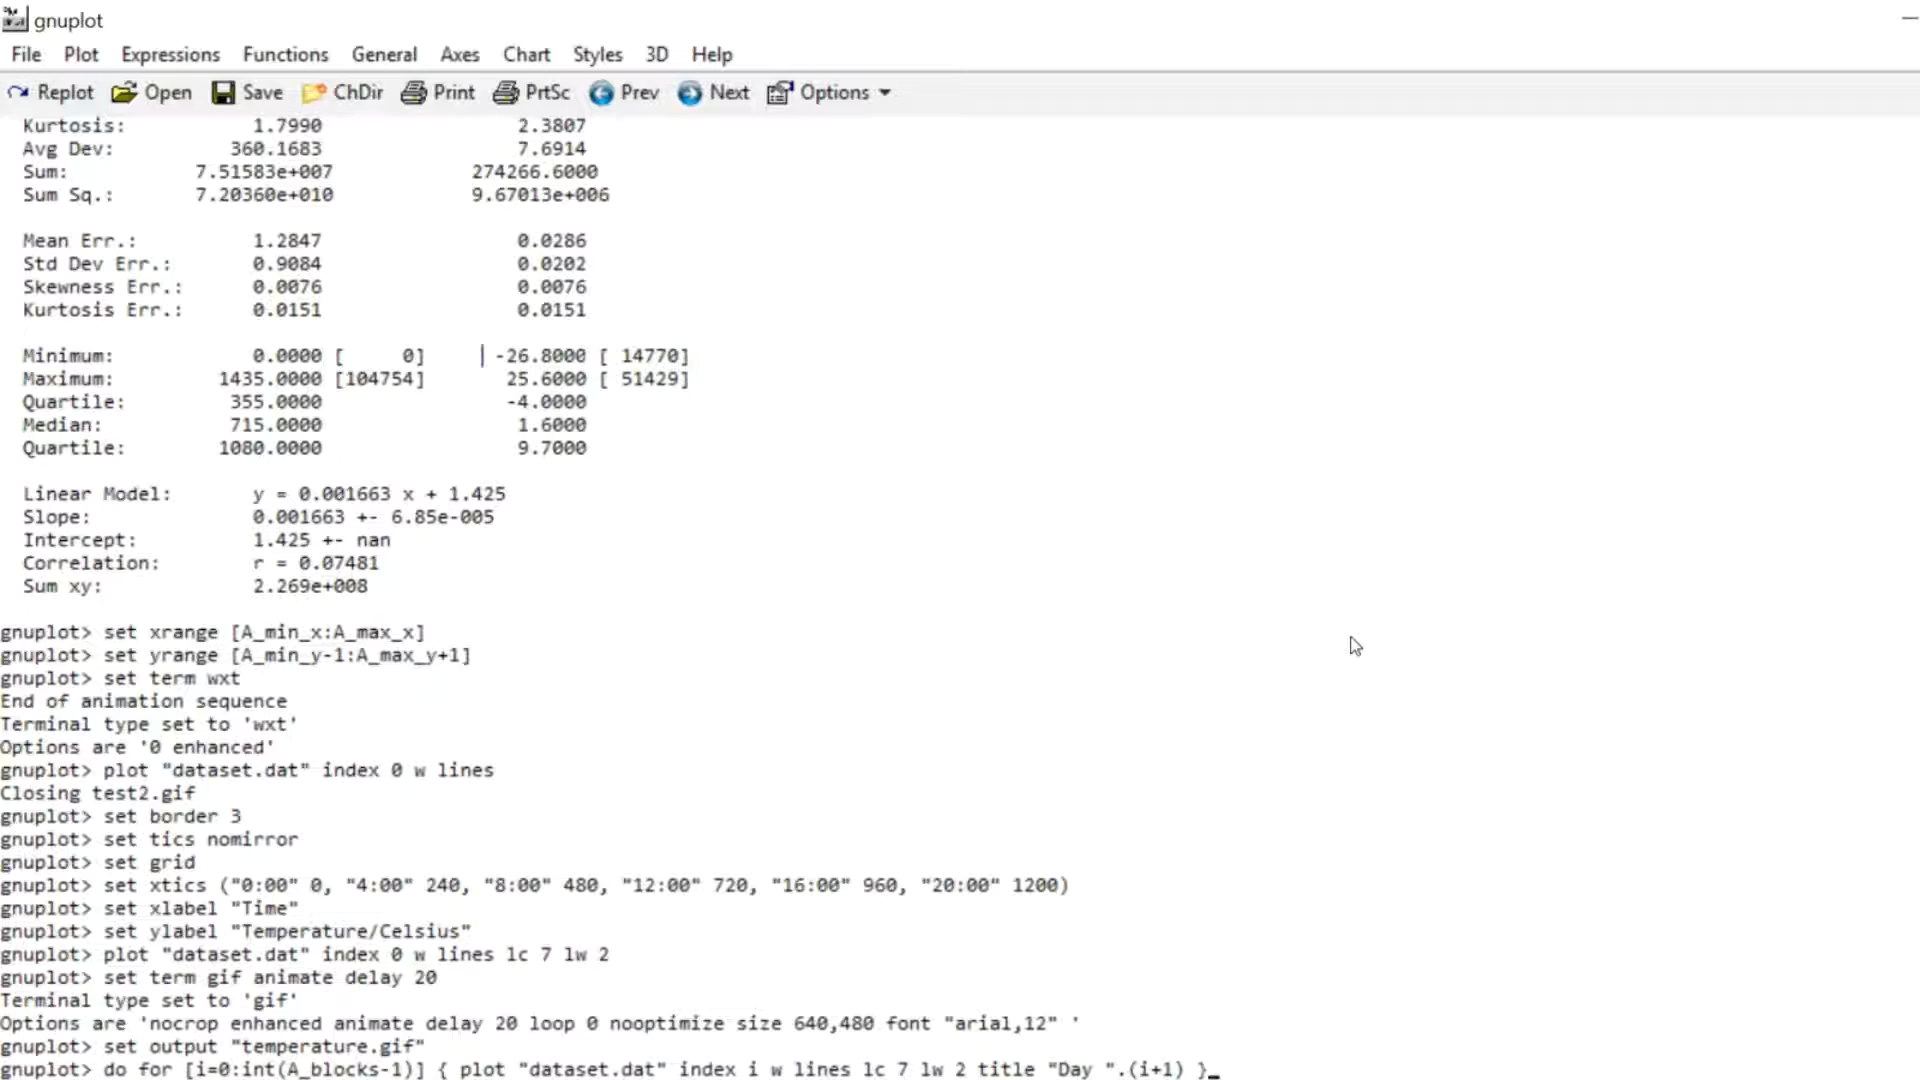 gnuplot
File Plot Expressions Functions General Axes Chart Styles 3D Help
Replot Open Save ChDir Print PrtSc Prev Next Options
Kurtosis: 1.7990 2.3807
Avg Dev: 360.1683 7.6914
Sum: 7.51583e+007 274266.6000
Sum Sq.: 7.20360e+010 9.67013e+006
Mean Err.: 1.2847 0.0286
Std Dev Err.: 0.9084 0.0202
Skewness Err.: 0.0076 0.0076
Kurtosis Err.: 0.0151 0.0151
Minimum: 0.0000 [ 0] -26.8000 [ 14770]
Maximum: 1435.0000 [104754] 25.6000 [ 51429]
Quartile: 355.0000 -4.0000
Median: 715.0000 1.6000
Quartile: 1080.0000 9.7000
Linear Model: y = 0.001663 x + 1.425
Slope: 0.001663 +- 6.85e-005
Intercept: 1.425 +- nan
Correlation: r = 0.07481
Sum xy: 2.269e+008
gnuplot> set xrange [A_min_x:A_max_x]
gnuplot> set yrange [A_min_y-1:A_max_y+1]
gnuplot> set term wxt
End of animation sequence
Terminal type set to 'wxt'
Options are '0 enhanced'
gnuplot> plot "dataset.dat" index 0 w lines
Closing test2.gif
gnuplot> set border 3
gnuplot> set tics nomirror
gnuplot> set grid
gnuplot> set xtics ("0:00" 0, "4:00" 240, "8:00" 480, "12:00" 720, "16:00" 960, "20:00" 1200)
gnuplot> set xlabel "Time"
gnuplot> set ylabel "Temperature/Celsius"
gnuplot> plot "dataset.dat" index 0 w lines lc 7 lw 2
gnuplot> set term gif animate delay 20
Terminal type set to 'gif'
Options are 'nocrop enhanced animate delay 20 loop 0 nooptimize size 640,480 font "arial,12" '
gnuplot> set output "temperature.gif"
gnuplot> do for [i=0:int(A_blocks-1)] { plot "dataset.dat" index i w lines lc 7 lw 2 title "Day ".(i+1) }_